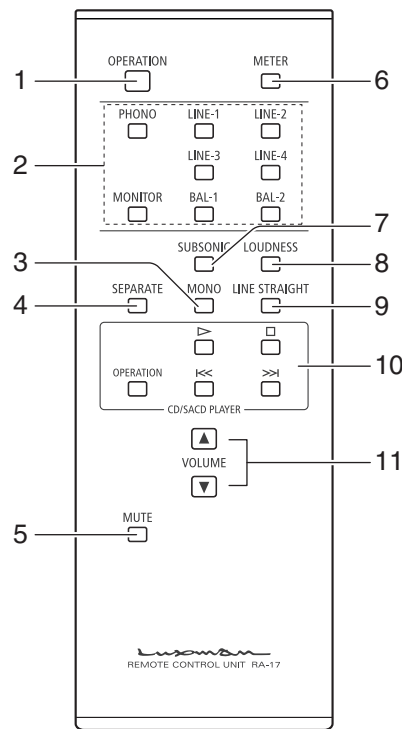 OPERATION METER
1 6
PHONO LINE-1 LINE-2
2
LINE-3 LINE-4
MONITOR BAL-1 BAL-2
7
SUBSONIC LOUDNESS
3 8
SEPARATE MONO LINE STRAIGHT
4 9
10
OPERATION
CD/SACD PLAYER
VOLUME
11
MUTE
5
Luxman
REMOTE CONTROL UNIT RA-17